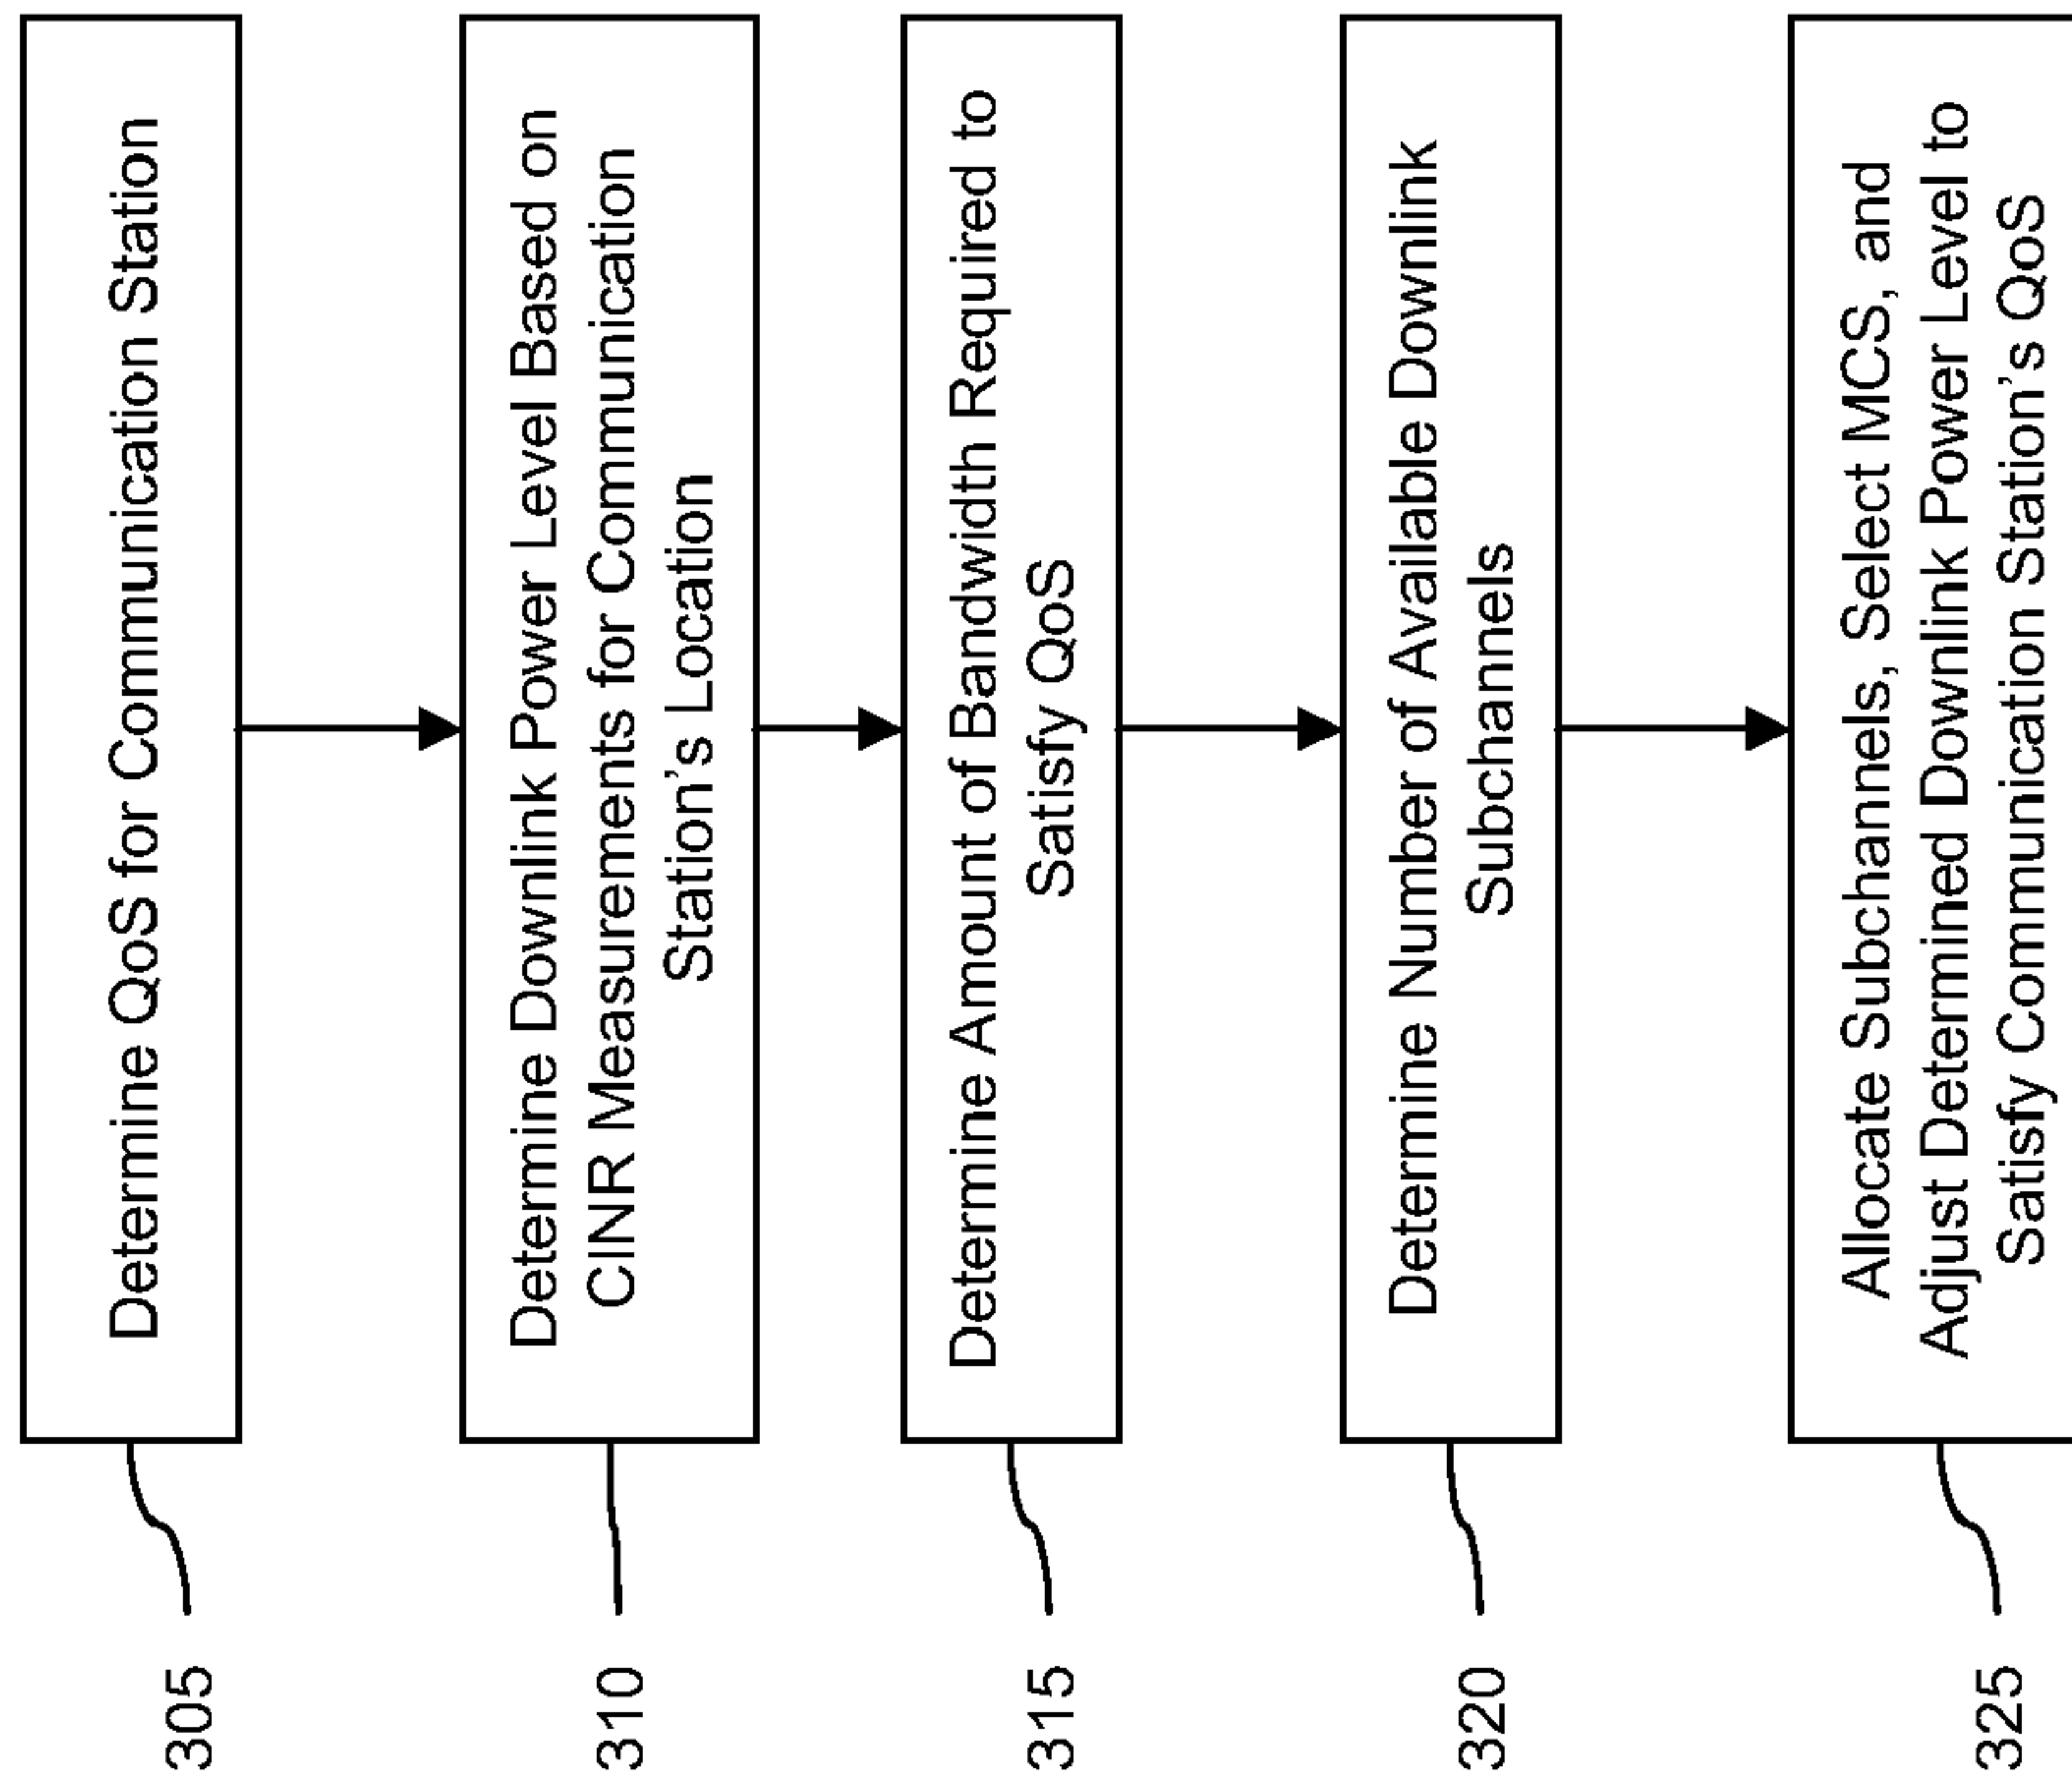 305
Determine QoS for Communication Station
310
Determine Downlink Power Level Based on
CINR Measurements for Communication
Station's Location
315
Determine Amount of Bandwidth Required to
Satisfy QoS
320
Determine Number of Available Downlink
Subchannels
325
Allocate Subchannels, Select MCS, and
Adjust Determined Downlink Power Level to
Satisfy Communication Station's QoS